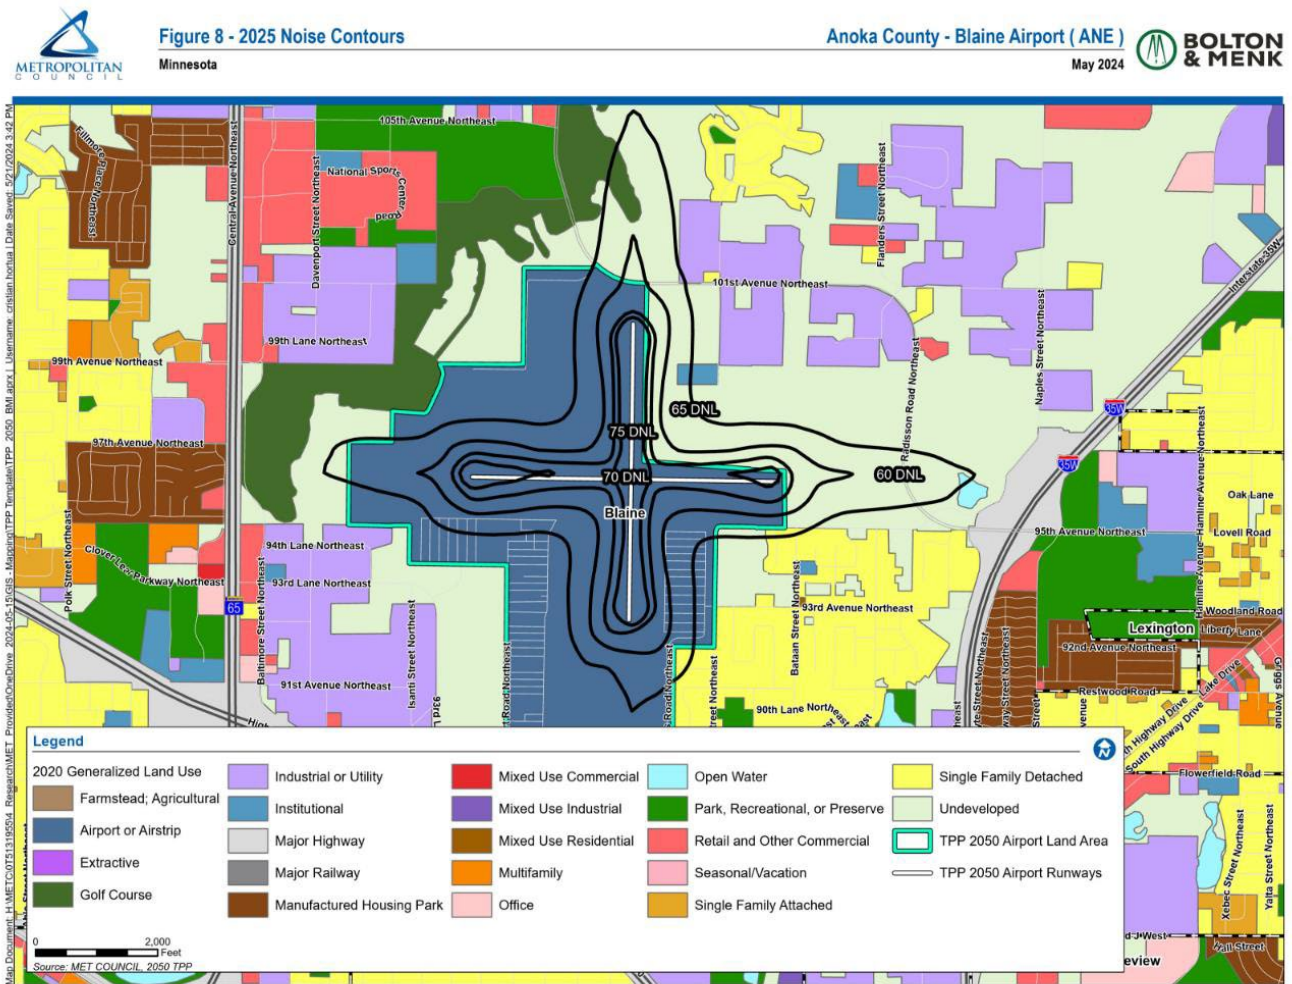 METROPOLITAN
COUNCIL
Figure 8 - 2025 Noise Contours
Minnesota
Anoka County - Blaine Airport ( ANE )
May 2024
BOLTON
& MENK
105th Avenue Northeast
Fillmore Place Northeast
Central Avenue Northeast
Davenport Street Northeast
National Sports Center
Road
Flanders Street Northeast
Interstate 35W
101st Avenue Northeast
99th Lane Northeast
99th Avenue Northeast
Naples Street Northeast
Radisson Road Northeast
65 DNL
35W
75 DNL
97th Avenue Northeast
35W
70 DNL
60 DNL
Hamline Avenue Northeast
Oak Lane
Blaine
Polk Street Northeast
94th Lane Northeast
95th Avenue Northeast
Lovell Road
Clover Leaf Parkway Northeast
93rd Lane Northeast
65
93rd Avenue Northeast
Woodland Road
Baltimore Street Northeast
Isanti Street Northeast
Bataan Street Northeast
Lexington
Liberty Lane
92nd Avenue Northeast
91st Avenue Northeast
Road Northeast
Restwood Road
Lake Drive
Griggs Avenue
90th Lane Northeast
South Highway Drive
Flowerfield Road
Xebec Street Northeast
Yalta Street Northeast
d J West
eview
Legend
2020 Generalized Land Use
Farmstead; Agricultural
Airport or Airstrip
Extractive
Golf Course
Industrial or Utility
Institutional
Major Highway
Major Railway
Manufactured Housing Park
Mixed Use Commercial
Mixed Use Industrial
Mixed Use Residential
Multifamily
Office
Open Water
Park, Recreational, or Preserve
Retail and Other Commercial
Seasonal/Vacation
Single Family Attached
Single Family Detached
Undeveloped
TPP 2050 Airport Land Area
TPP 2050 Airport Runways
N
0 2,000
Feet
Source: MET COUNCIL, 2050 TPP